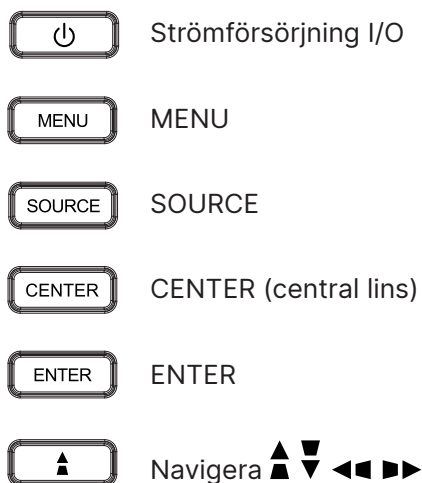 Strömförsörjning I/O
MENU MENU
SOURCE SOURCE
CENTER CENTER (central lins)
ENTER ENTER
Navigera